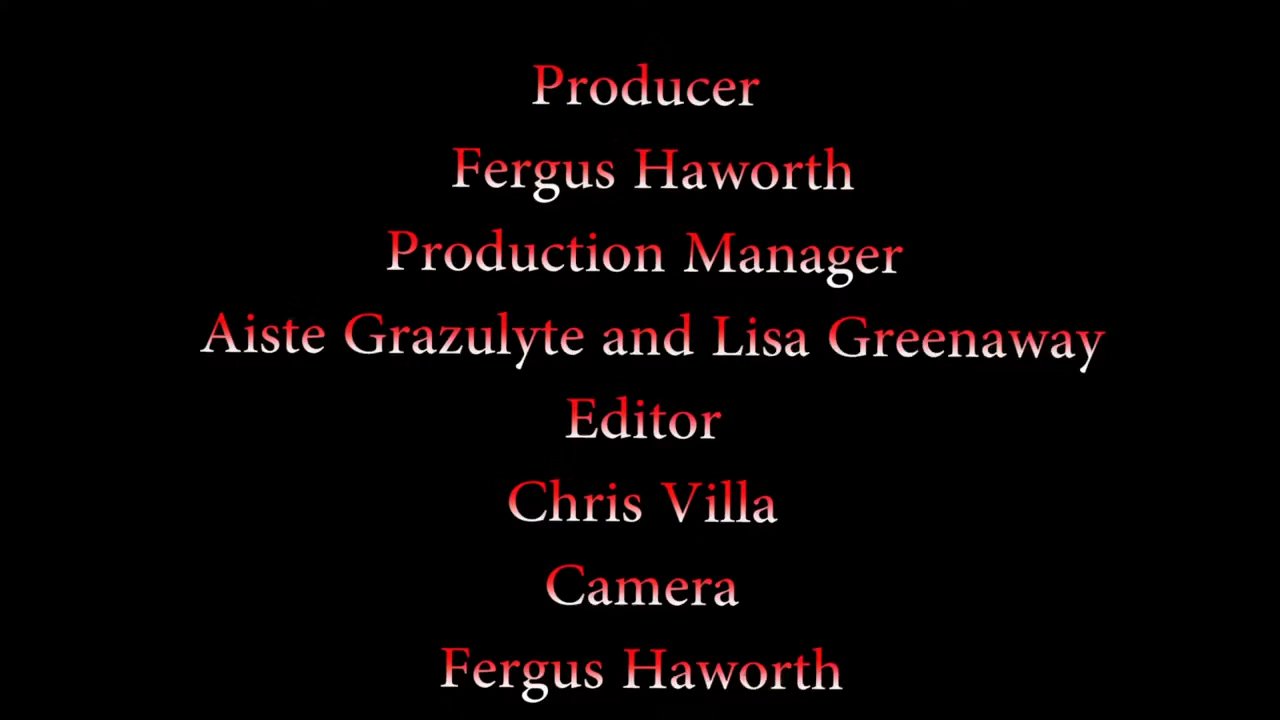 Producer
Fergus Haworth
Production Manager
Aiste Grazulyte and Lisa Greenaway
Editor
Chris Villa
Camera
Fergus Haworth